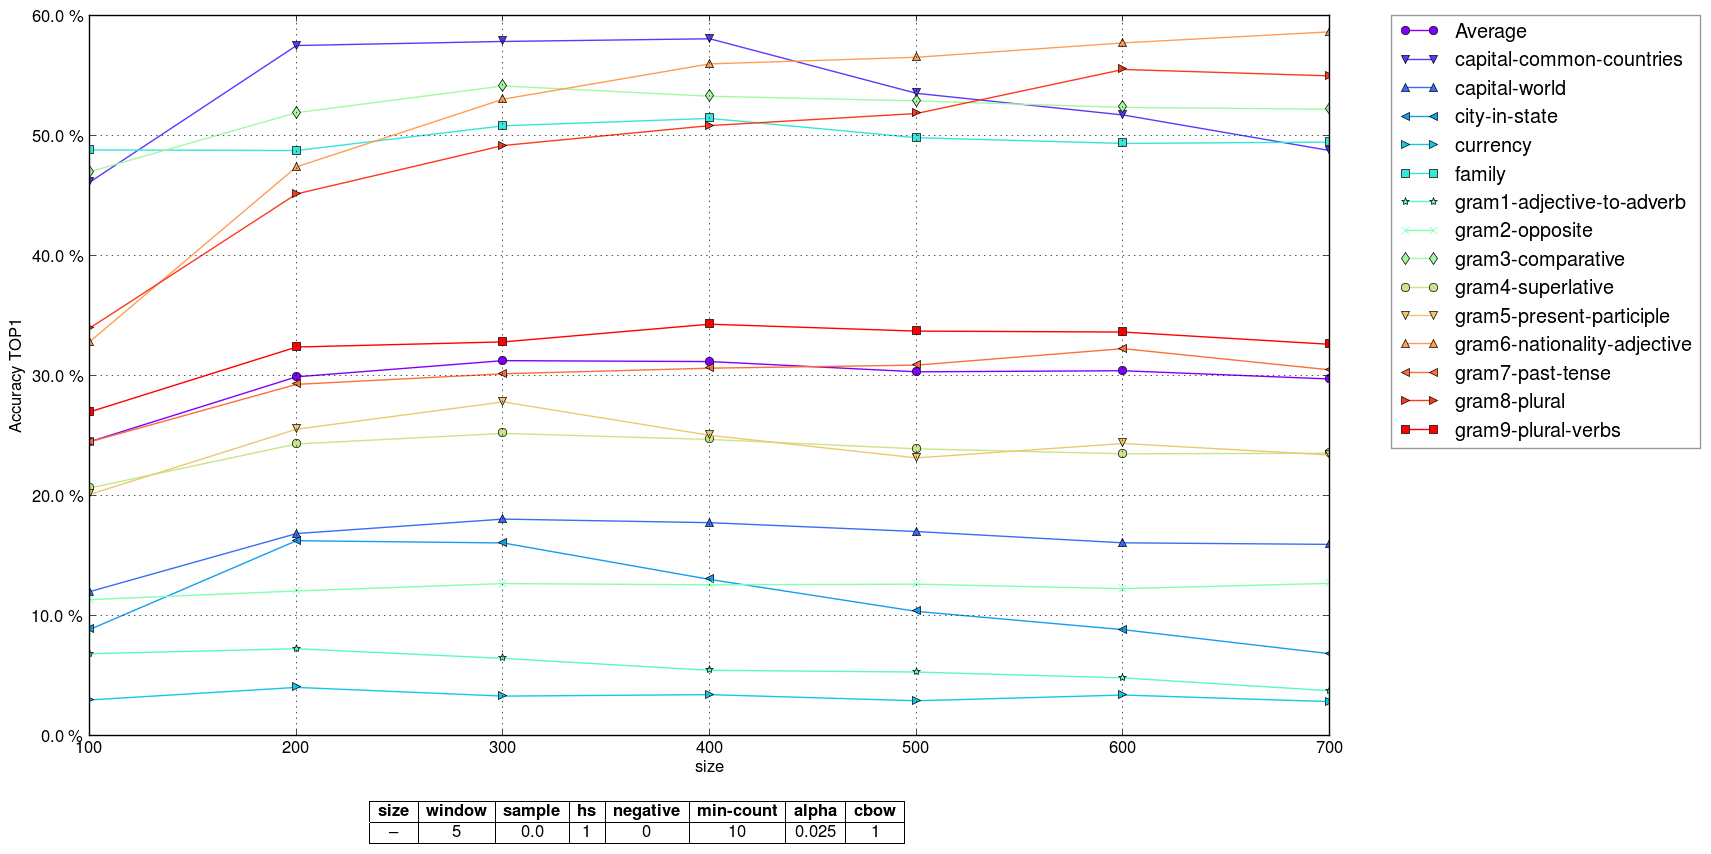 60.0 %
50.0 %
40.0 %
30.0 %
20.0 %
10.0 %
0.0 %
Accuracy TOP1
100 200 300 400 500 600 700
size
Average
capital-common-countries
capital-world
city-in-state
currency
family
gram1-adjective-to-adverb
gram2-opposite
gram3-comparative
gram4-superlative
gram5-present-participle
gram6-nationality-adjective
gram7-past-tense
gram8-plural
gram9-plural-verbs
size window sample hs negative min-count alpha cbow
– 5 0.0 1 0 10 0.025 1